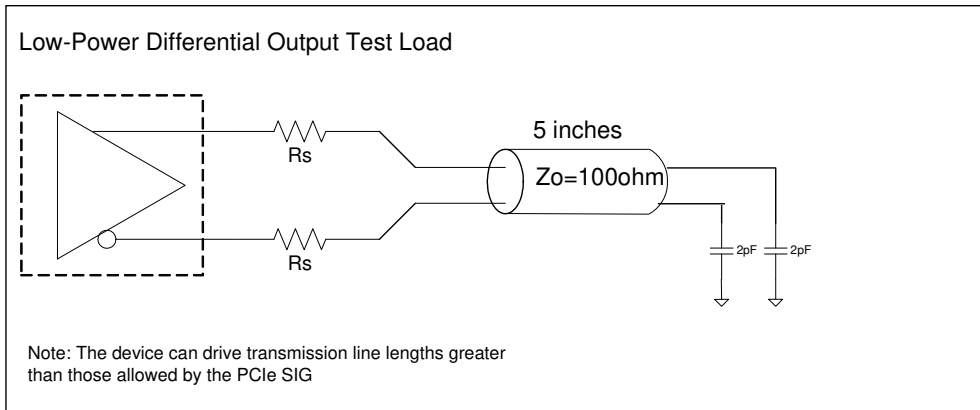 Low-Power Differential Output Test Load
Rs
Rs
5 inches
Zo=100ohm
2pF
2pF
Note: The device can drive transmission line lengths greater
than those allowed by the PCIe SIG